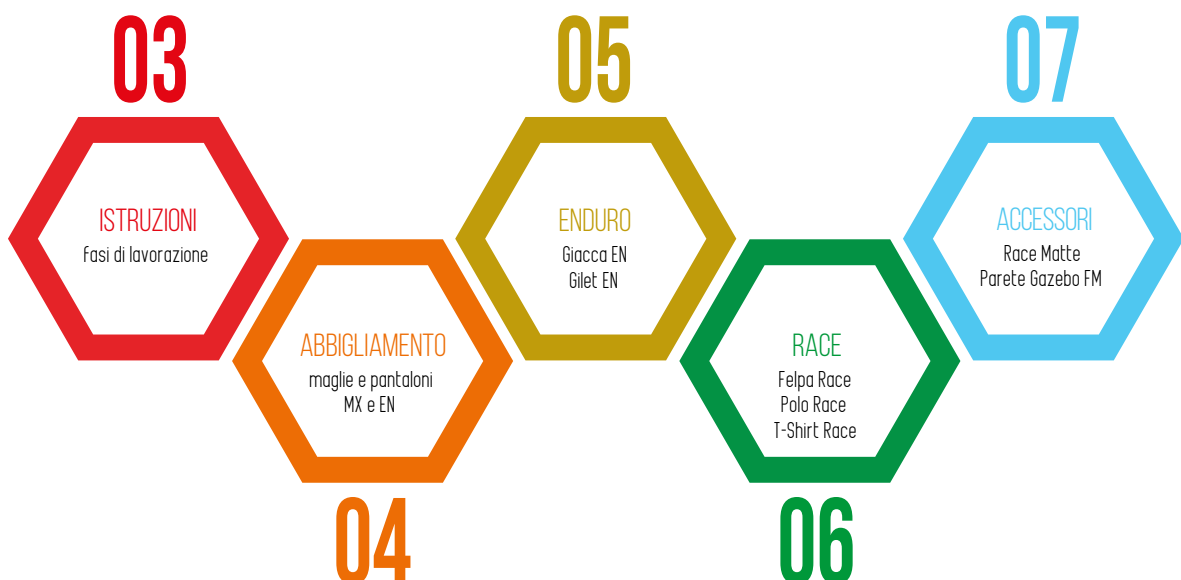 03
ISTRUZIONI
Fasi di lavorazione
04
ABBIGLIAMENTO
maglie e pantaloni
MX e EN
05
ENDURO
Giacca EN
Gilet EN
06
RACE
Felpa Race
Polo Race
T-Shirt Race
07
ACCESSORI
Race Matte
Parete Gazebo FM